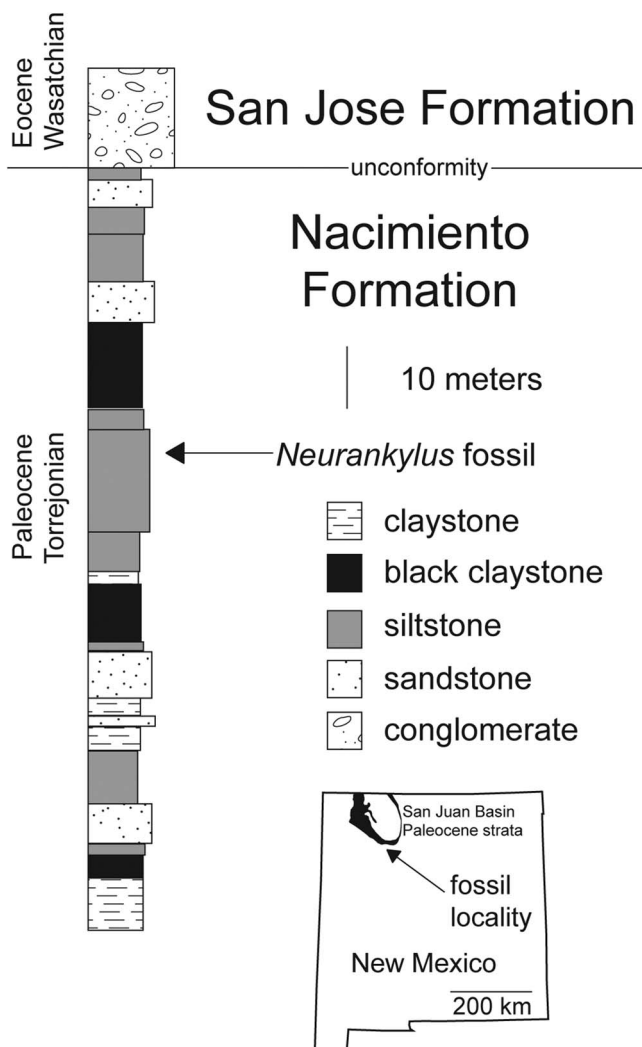 Eocene
Wasatchian
San Jose Formation
unconformity
Nacimiento
Formation
10 meters
Paleocene
Torrejonian
Neurankylus fossil
claystone
black claystone
siltstone
sandstone
conglomerate
San Juan Basin
Paleocene strata
fossil
locality
New Mexico
200 km